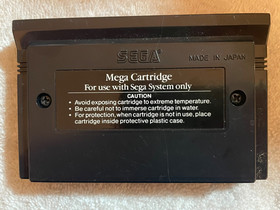 SEGA
MADE IN JAPAN
Mega Cartridge
For use with Sega System only
CAUTION
• Avoid exposing cartridge to extreme temperature.
• Be careful not to immerse cartridge in water.
• For protection, when cartridge is not in use, place
cartridge inside protective plastic case.